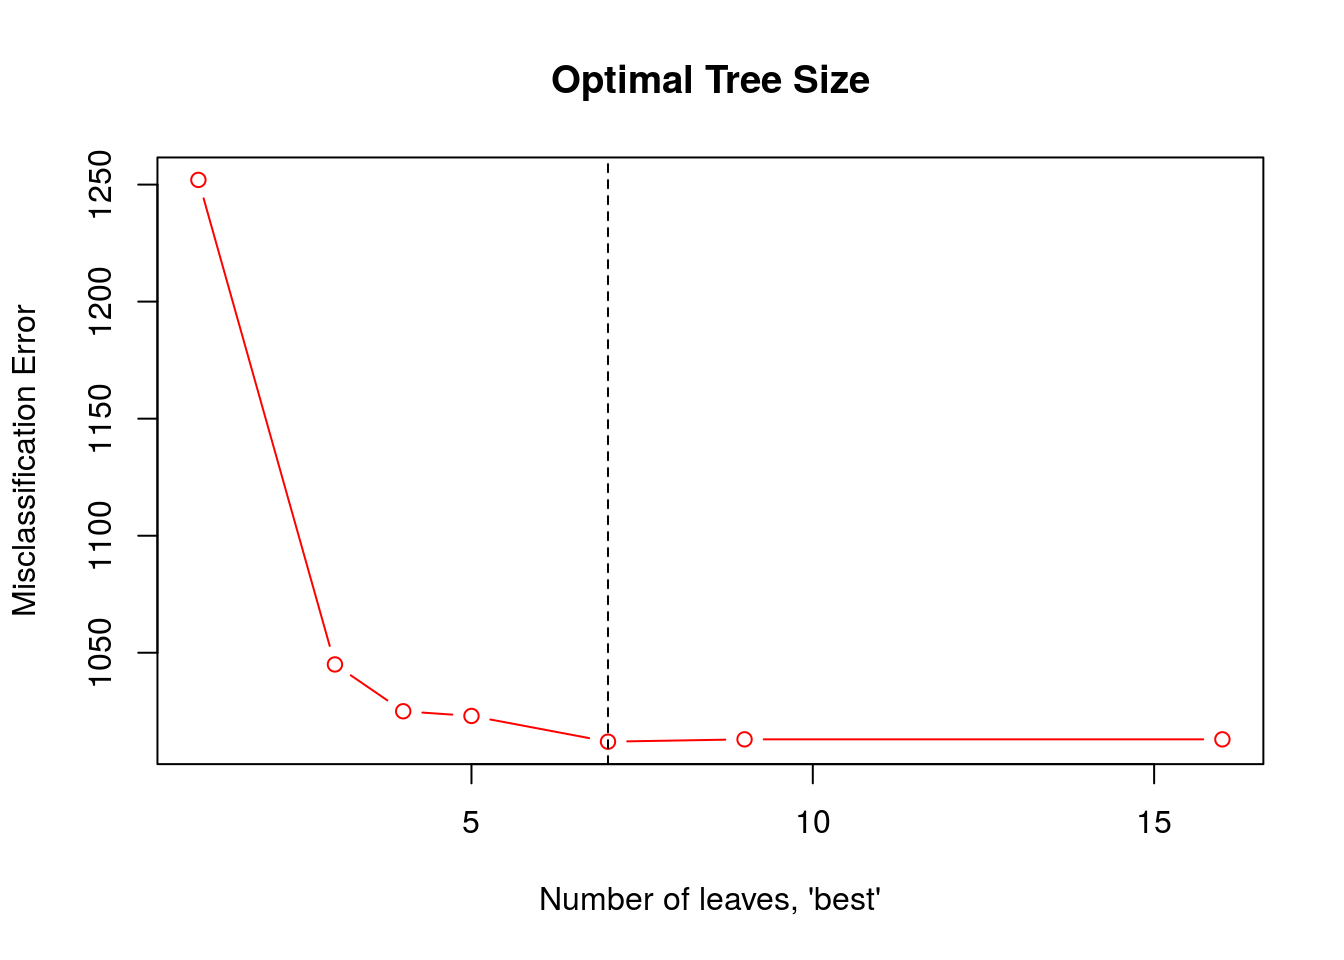 Optimal Tree Size
Misclassification Error
1250
1200
1150
1100
1050
5 10 15
Number of leaves, 'best'